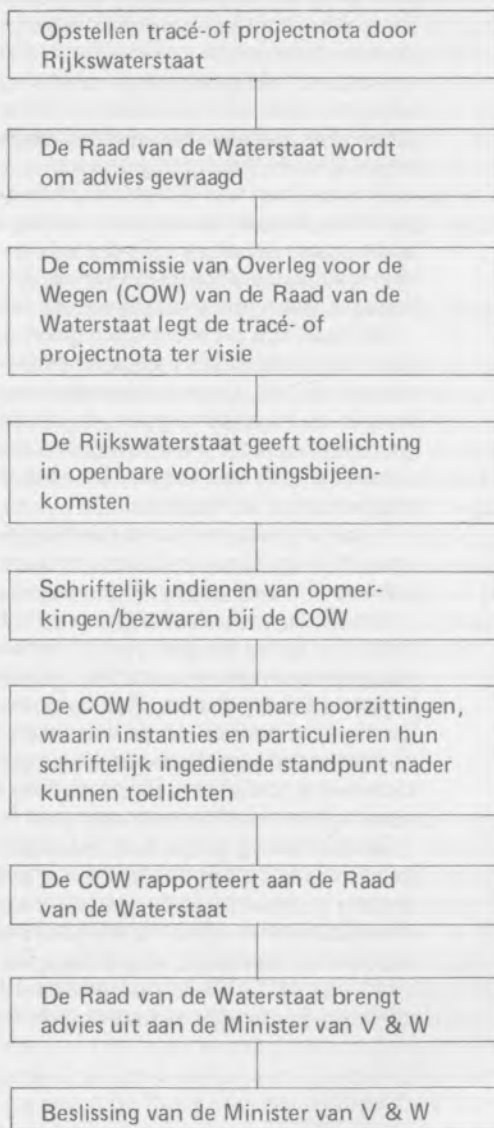 Opstellen tracé-of projectnota door
Rijkswaterstaat
De Raad van de Waterstaat wordt
om advies gevraagd
De commissie van Overleg voor de
Wegen (COW) van de Raad van de
Waterstaat legt de tracé- of
projectnota ter visie
De Rijkswaterstaat geeft toelichting
in openbare voorlichtingsbijeen-
komsten
Schriftelijk indienen van opmer-
kingen/bezwaren bij de COW
De COW houdt openbare hoorzittingen,
waarin instanties en particulieren hun
schriftelijk ingediende standpunt nader
kunnen toelichten
De COW rapporteert aan de Raad
van de Waterstaat
De Raad van de Waterstaat brengt
advies uit aan de Minister van V & W
Beslissing van de Minister van V & W